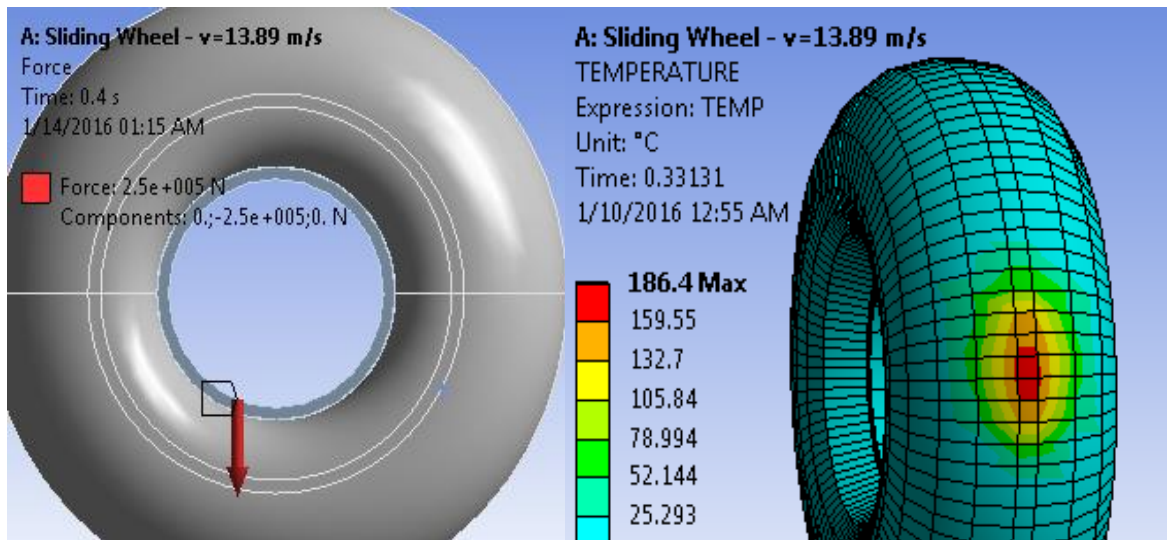 A: Sliding Wheel - v=13.89 m/s
Force
Time: 0.4 s
1/14/2016 01:15 AM
Force: 2.5e+005 N
Components: 0.;-2.5e+005;0. N
A: Sliding Wheel - v=13.89 m/s
TEMPERATURE
Expression: TEMP
Unit: °C
Time: 0.33131
1/10/2016 12:55 AM
186.4 Max
159.55
132.7
105.84
78.994
52.144
25.293